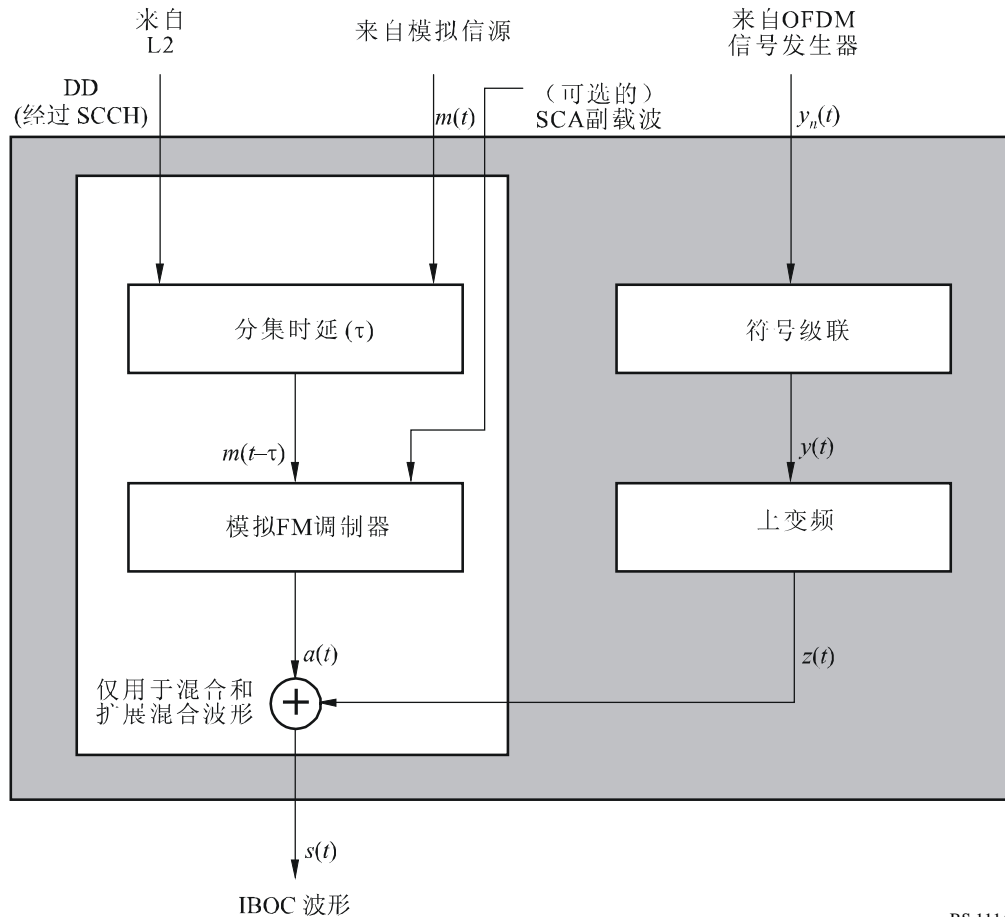 来自
L2
来自模拟信源
来自OFDM
信号发生器
DD
(经过 SCCH)
m(t)
（可选的）
SCA副载波
yn(t)
分集时延(τ)
符号级联
m(t–τ)
y(t)
模拟FM调制器
上变频
a(t)
z(t)
仅用于混合和
扩展混合波形
s(t)
IBOC 波形